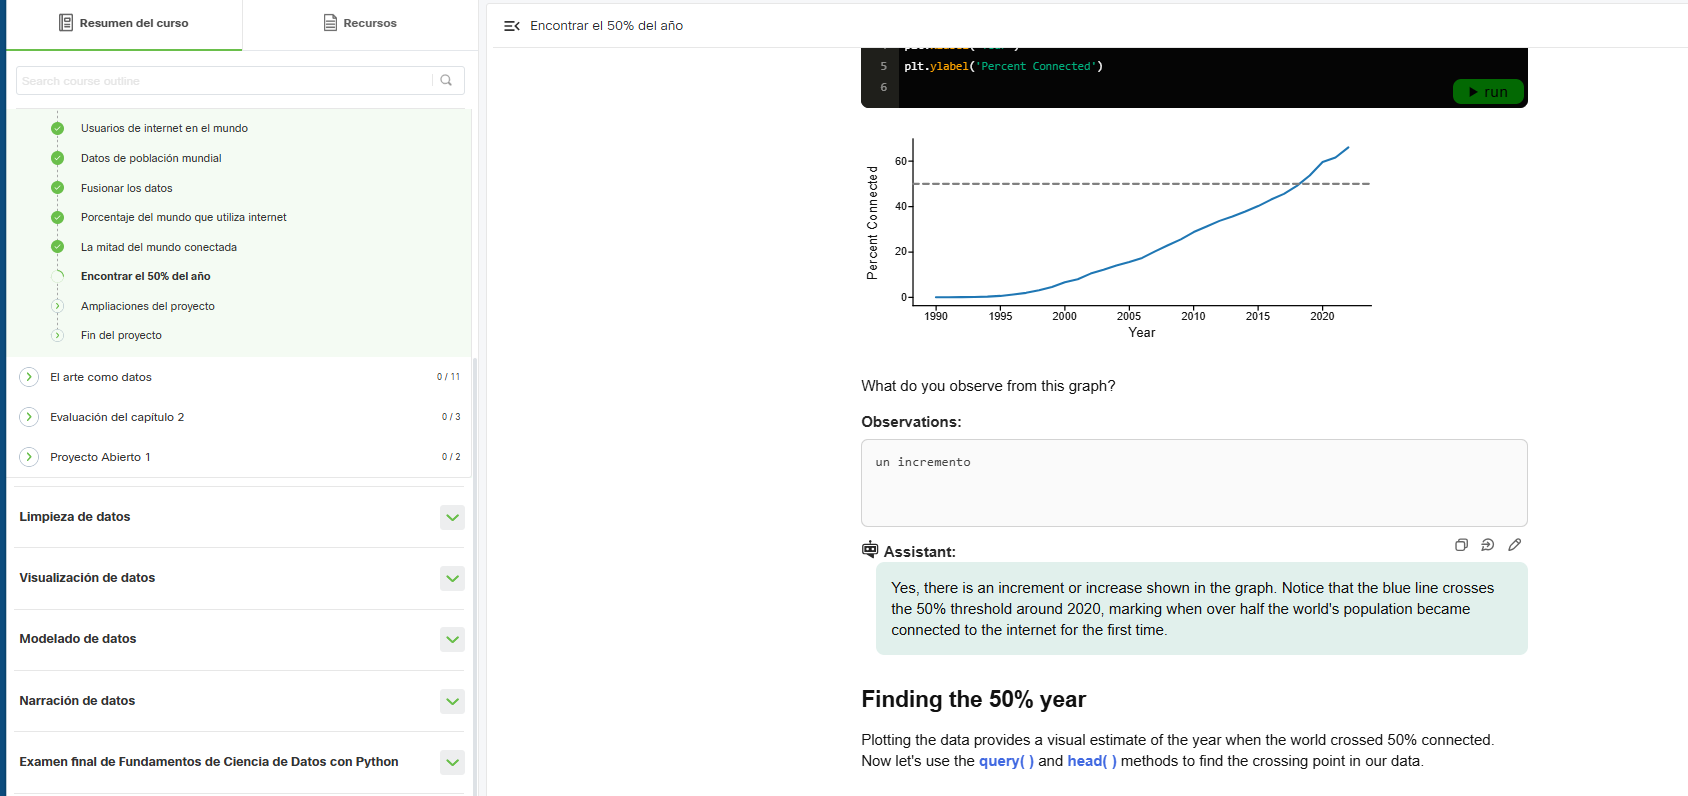 Resumen del curso
Recursos
Search course outline
Usuarios de internet en el mundo
Datos de población mundial
Fusionar los datos
Porcentaje del mundo que utiliza internet
La mitad del mundo conectada
Encontrar el 50% del año
Ampliaciones del proyecto
Fin del proyecto
El arte como datos
0 / 11
Evaluación del capítulo 2
0 / 3
Proyecto Abierto 1
0 / 2
Limpieza de datos
Visualización de datos
Modelado de datos
Narración de datos
Examen final de Fundamentos de Ciencia de Datos con Python
Encontrar el 50% del año
5 plt.ylabel('Percent Connected')
6
run
Percent Connected
60
40
20
0
1990 1995 2000 2005 2010 2015 2020
Year
What do you observe from this graph?
Observations:
un incremento
Assistant:
Yes, there is an increment or increase shown in the graph. Notice that the blue line crosses
the 50% threshold around 2020, marking when over half the world's population became
connected to the internet for the first time.
Finding the 50% year
Plotting the data provides a visual estimate of the year when the world crossed 50% connected.
Now let's use the query( ) and head( ) methods to find the crossing point in our data.